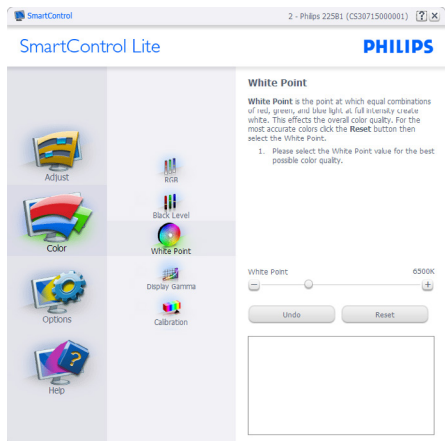 SmartControl
2 - Philips 225B1 (CS30715000001)
SmartControl Lite
PHILIPS
White Point
White Point is the point at which equal combinations
of red, green, and blue light at full intensity create
white. This effects the overall color quality. For the
most accurate colors click the Reset button then
select the White Point.
1. Please select the White Point value for the best
possible color quality.
Adjust
Color
Options
Help
RGB
Black Level
White Point
Display Gamma
Calibration
White Point
6500K
Undo
Reset